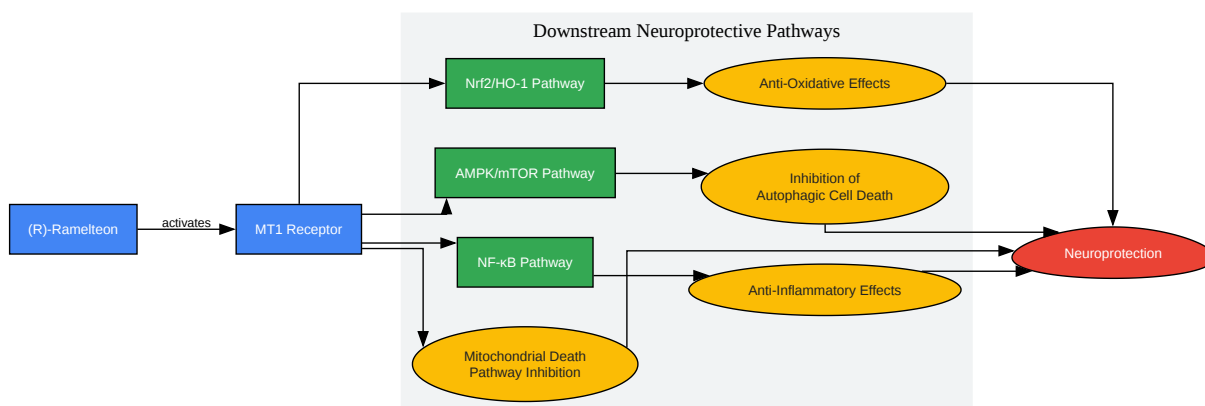 Downstream Neuroprotective Pathways
Nrf2/HO-1 Pathway
Anti-Oxidative Effects
AMPK/mTOR Pathway
Inhibition of
Autophagic Cell Death
(R)-Ramelteon
activates
MT1 Receptor
NF-κB Pathway
Neuroprotection
Anti-Inflammatory Effects
Mitochondrial Death
Pathway Inhibition